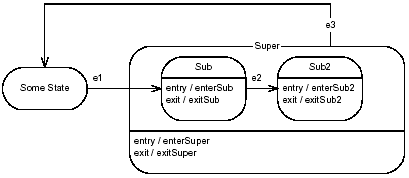 e3
Super
Sub
Sub2
Some State
e1
entry / enterSub
exit / exitSub
e2
entry / enterSub2
exit / exitSub2
entry / enterSuper
exit / exitSuper